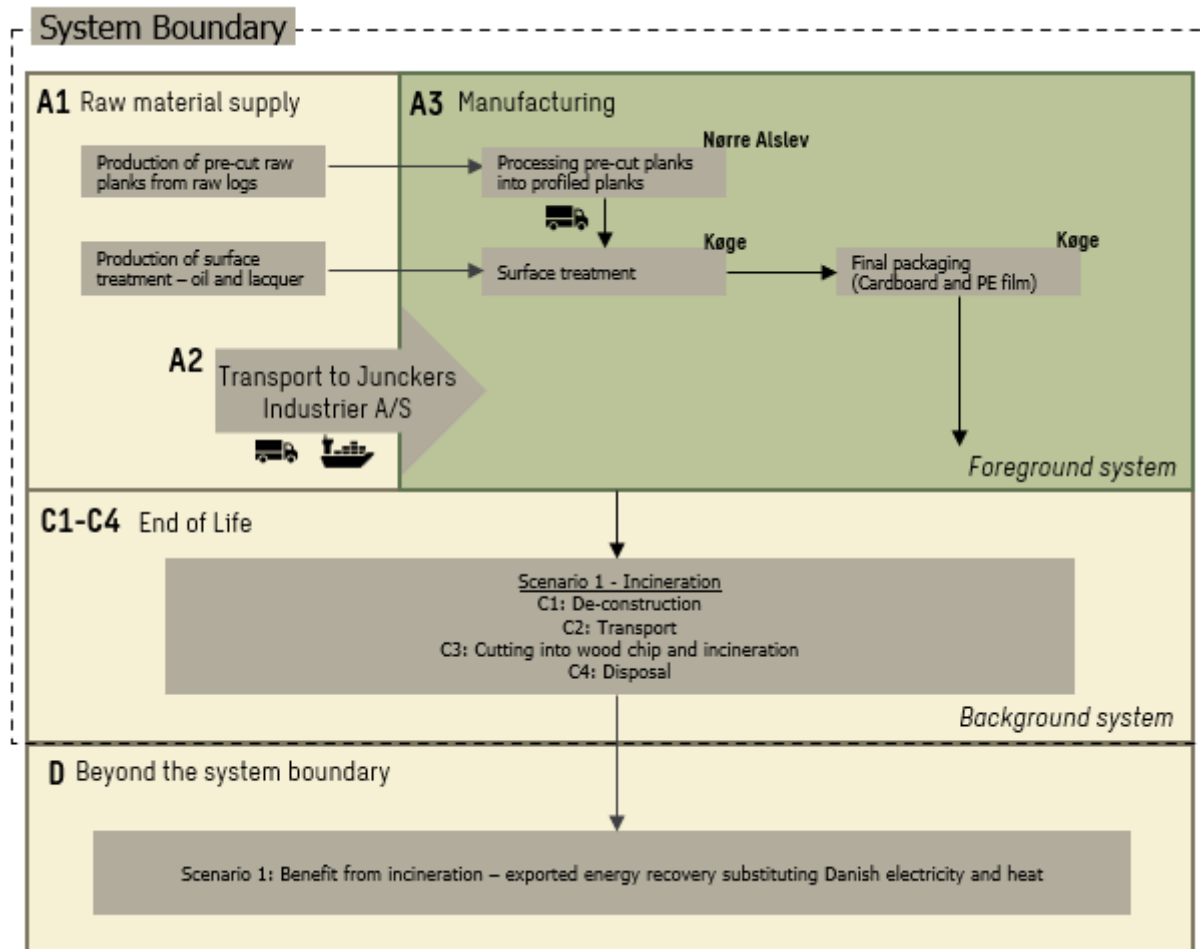 System Boundary
A1 Raw material supply
A3 Manufacturing
Production of pre-cut raw
planks from raw logs
Nørre Alslev
Processing pre-cut planks
into profiled planks
Production of surface
treatment – oil and lacquer
Køge
Surface treatment
Køge
Final packaging
(Cardboard and PE film)
A2
Transport to Junckers
Industrier A/S
Foreground system
C1-C4 End of Life
Scenario 1 - Incineration
C1: De-construction
C2: Transport
C3: Cutting into wood chip and incineration
C4: Disposal
Background system
D Beyond the system boundary
Scenario 1: Benefit from incineration – exported energy recovery substituting Danish electricity and heat